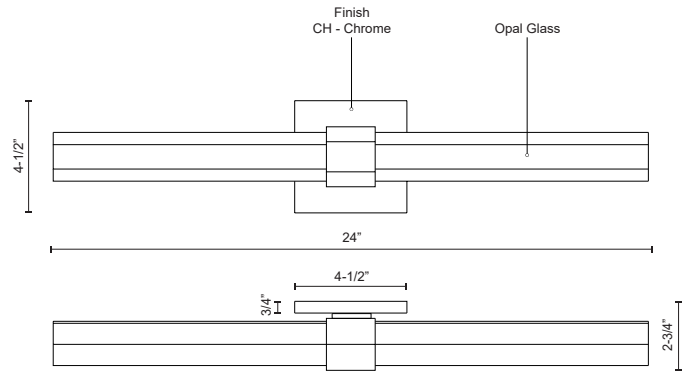 Finish
CH - Chrome
Opal Glass
4-1/2”
24”
4-1/2”
3/4”
2-3/4”